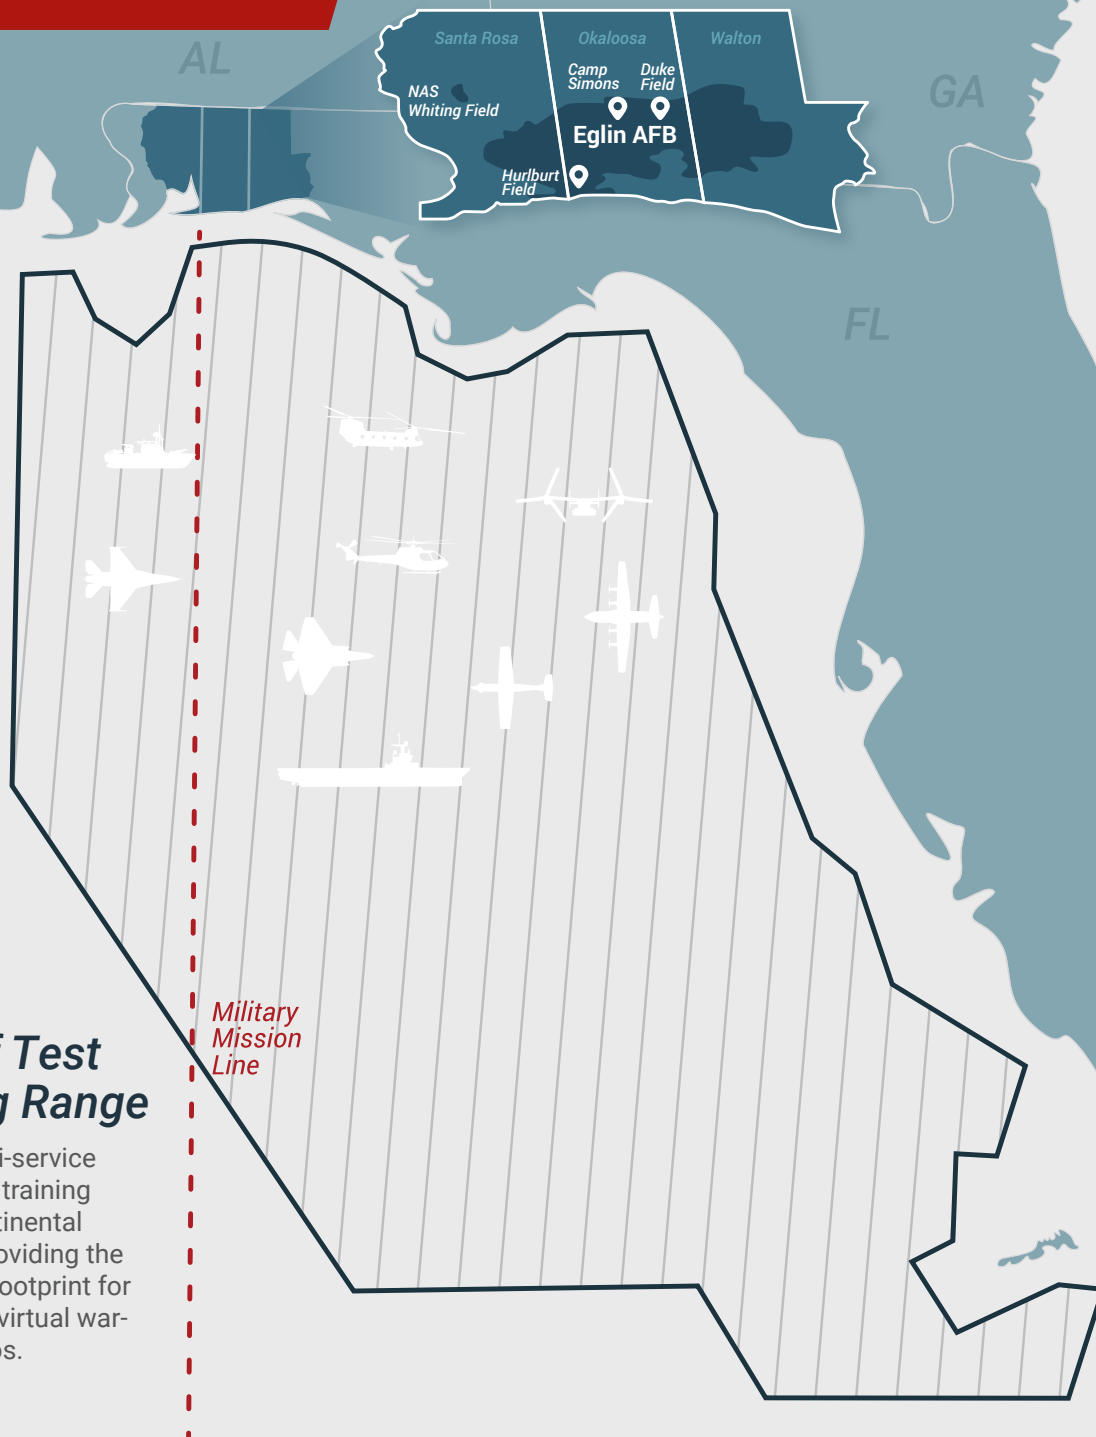 AL
Santa Rosa
Okaloosa
Walton
GA
Camp
Simons
Duke
Field
NAS
Whiting Field
Eglin AFB
Hurlburt
Field
FL
Military
Mission
Line
Test
Range
i-service
training
tinental
oviding the
ootprint for
virtual war-
os.